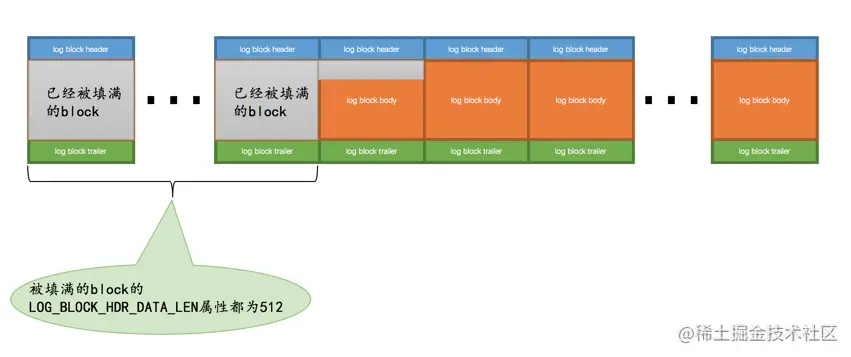 log block header
log block header
log block header
log block header
log block header
log block header
已经被填满
的block
已经被填满
的block
log block body
log block body
log block body
log block body
log block trailer
log block trailer
log block trailer
log block trailer
log block trailer
log block trailer
被填满的block的
LOG_BLOCK_HDR_DATA_LEN属性都为512
@稀土掘金技术社区